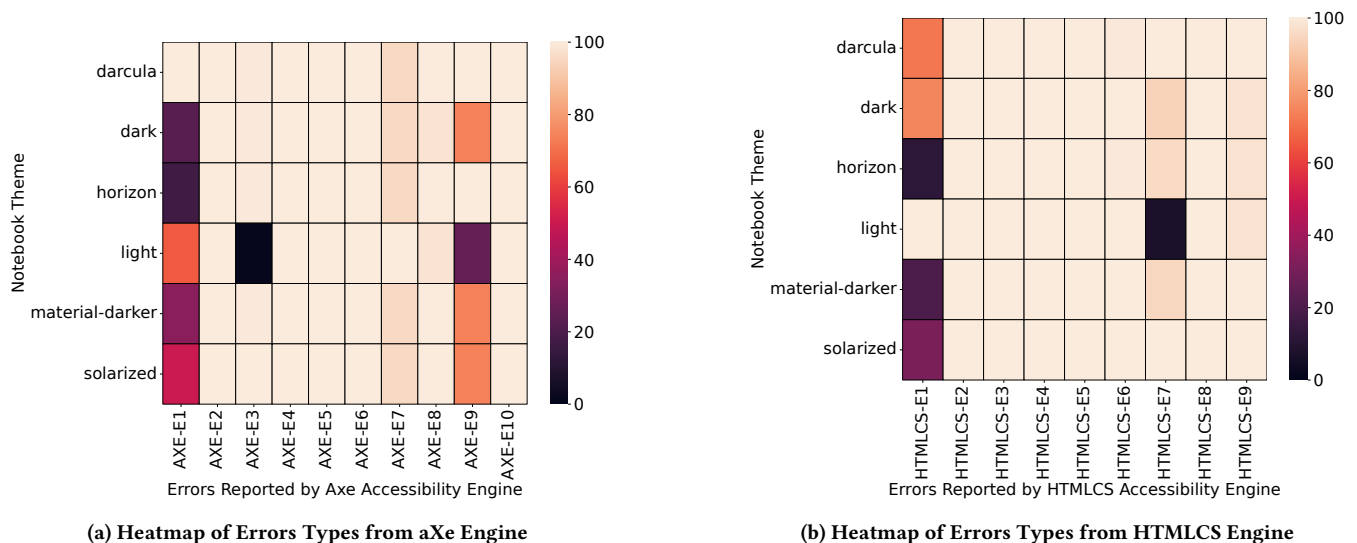 darcula
dark
horizon
light
material-darker
solarized
Notebook Theme
AXE-E1
AXE-E2
AXE-E3
AXE-E4
AXE-E5
AXE-E6
AXE-E7
AXE-E8
AXE-E9
AXE-E10
Errors Reported by Axe Accessibility Engine
100
80
60
40
20
0
(a) Heatmap of Errors Types from aXe Engine
darcula
dark
horizon
light
material-darker
solarized
Notebook Theme
HTMLCS-E1
HTMLCS-E2
HTMLCS-E3
HTMLCS-E4
HTMLCS-E5
HTMLCS-E6
HTMLCS-E7
HTMLCS-E8
HTMLCS-E9
Errors Reported by HTMLCS Accessibility Engine
100
80
60
40
20
0
(b) Heatmap of Errors Types from HTMLCS Engine